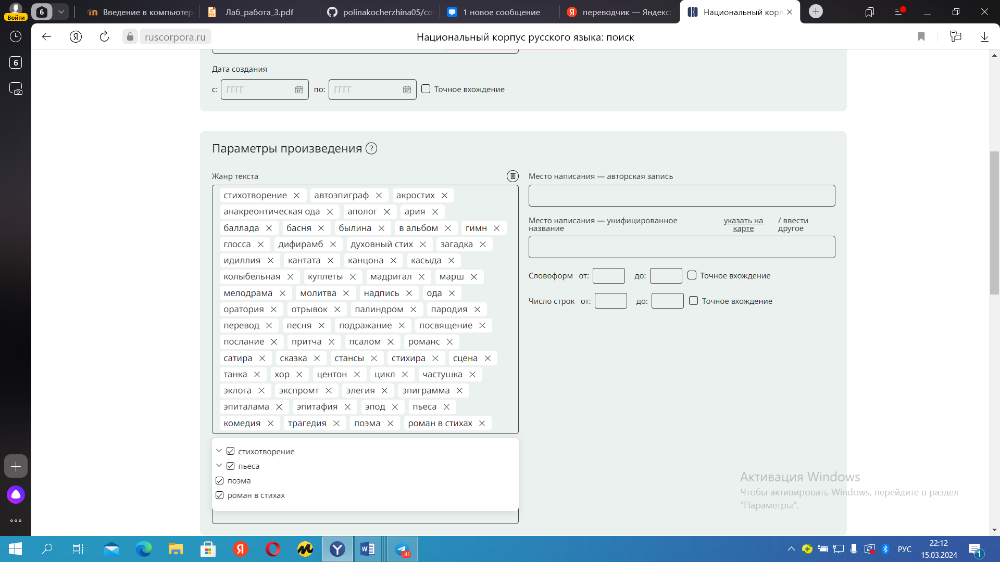 Войти
6
Введение в компьютер
Лаб_работа_3.pdf
polinakocherzhina05/co
1 новое сообщение
переводчик — Яндекс:
Национальный корп
ruscorpora.ru
Национальный корпус русского языка: поиск
6
Дата создания
с: ГГГГ по: ГГГГ Точное вхождение
Параметры произведения ?
Жанр текста
стихотворение автоэпиграф акростих
анакреонтическая ода аполог ария
баллада басня былина в альбом гимн
глосса дифирамб духовный стих загадка
идиллия кантата канцона касыда
колыбельная куплеты мадригал марш
мелодрама молитва надпись ода
оратория отрывок палиндром пародия
перевод песня подражание посвящение
послание притча псалом романс
сатира сказка стансы стихира сцена
танка хор центон цикл частушка
эклога экспромт элегия эпиграмма
эпиталама эпитафия эпод пьеса
комедия трагедия поэма роман в стихах
стихотворение
пьеса
поэма
роман в стихах
Место написания — авторская запись
Место написания — унифицированное название указать на карте / ввести другое
Словоформ от: до: Точное вхождение
Число строк от: до: Точное вхождение
Активация Windows
Чтобы активировать Windows, перейдите в раздел
"Параметры".
..41
РУС
22:12
15.03.2024
1